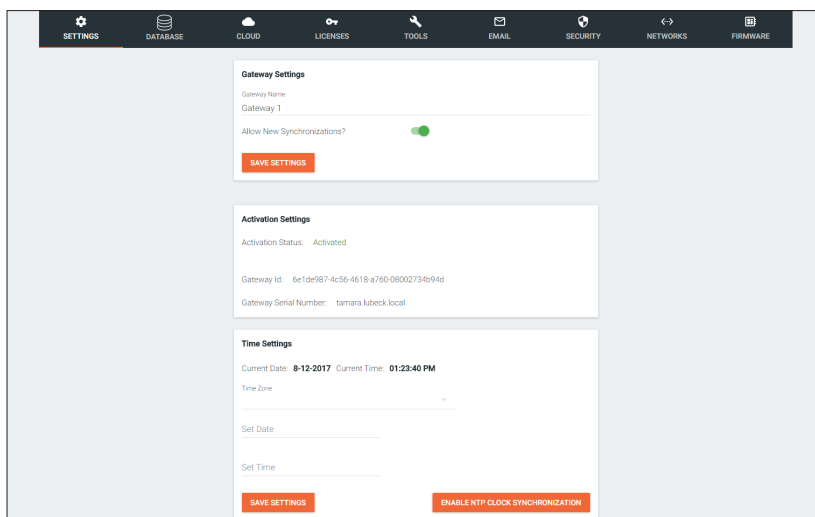 SETTINGS DATABASE CLOUD LICENSES TOOLS EMAIL SECURITY NETWORKS FIRMWARE
Gateway Settings
Gateway Name
Gateway 1
Allow New Synchronizations?
SAVE SETTINGS
Activation Settings
Activation Status: Activated
Gateway Id: 6e1de987-4c56-4618-a760-08002734b94d
Gateway Serial Number: tamara.lubeck.local
Time Settings
Current Date: 8-12-2017 Current Time: 01:23:40 PM
Time Zone
Set Date
Set Time
SAVE SETTINGS ENABLE NTP CLOCK SYNCHRONIZATION